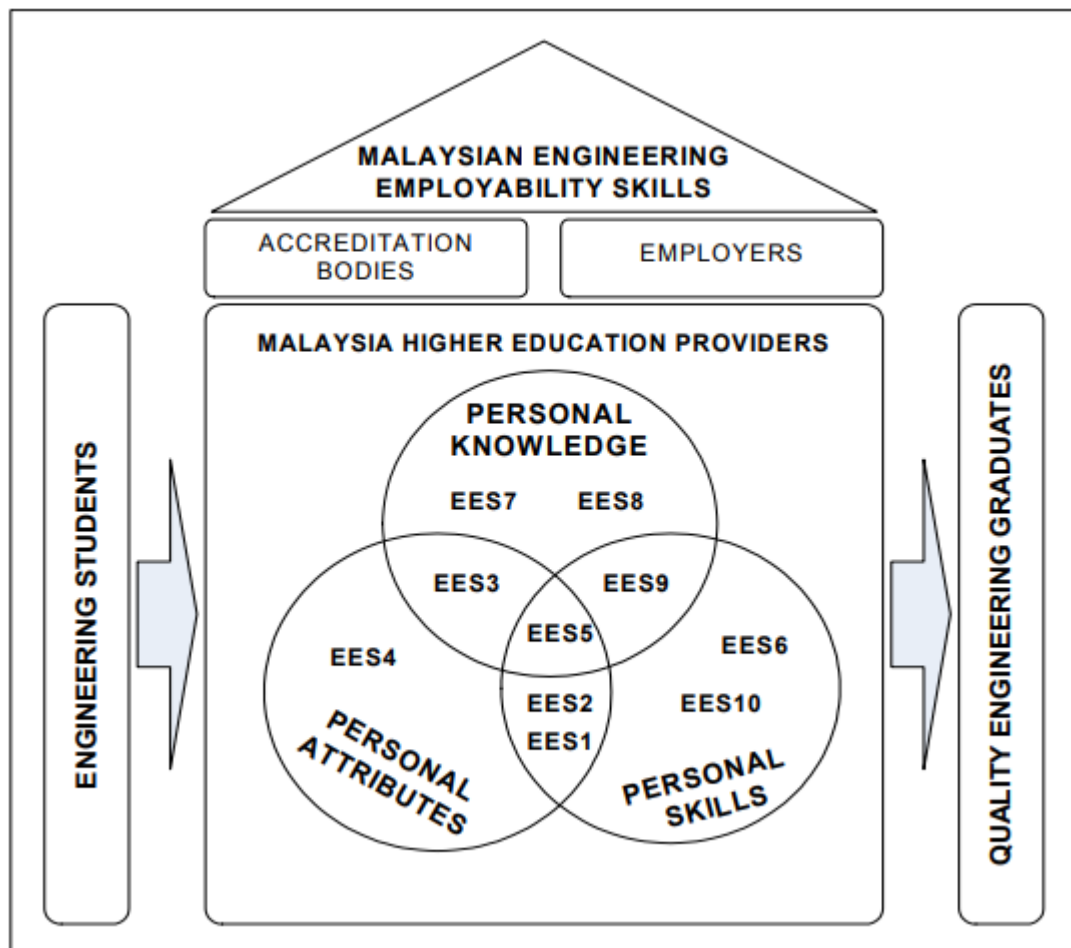 MALAYSIAN ENGINEERING
EMPLOYABILITY SKILLS
ACCREDITATION
BODIES
EMPLOYERS
ENGINEERING STUDENTS
MALAYSIA HIGHER EDUCATION PROVIDERS
PERSONAL
KNOWLEDGE
EES7
EES8
EES3
EES9
EES5
EES4
EES6
EES2
EES10
EES1
PERSONAL
ATTRIBUTES
PERSONAL
SKILLS
QUALITY ENGINEERING GRADUATES